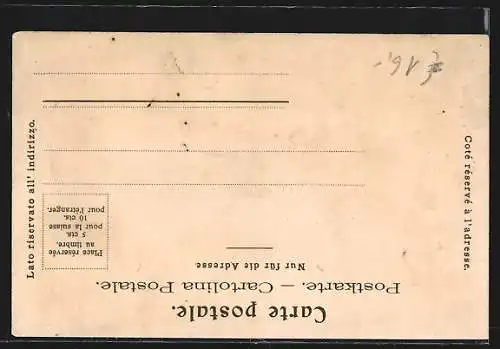 Carte postale.
Postkarte. – Cartolina Postale.
Nur für die Adresse.
Place réservée
au timbre.
5 cts.
pour la suisse
10 cts.
pour l'étranger.
Coté réservé à l'adresse.
Lato riservato all' indirizzo.